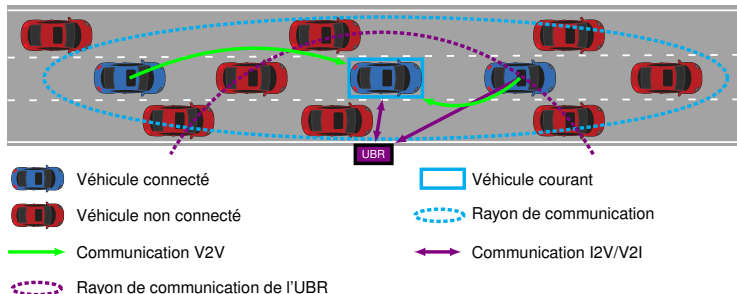 UBR
Véhicule connecté
Véhicule courant
Véhicule non connecté
Rayon de communication
Communication V2V
Communication I2V/V2I
Rayon de communication de l'UBR